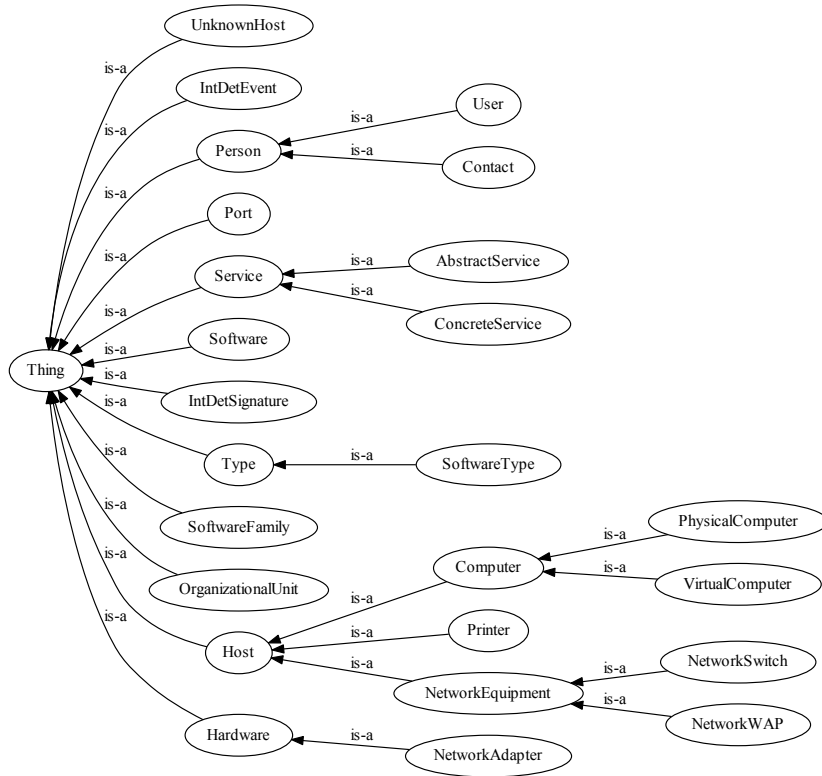 UnknownHost
is-a
IntDetEvent
is-a
User
is-a
Person
is-a
is-a
Contact
Port
is-a
is-a
AbstractService
is-a
Service
is-a
is-a
ConcreteService
Software
is-a
Thing
is-a
IntDetSignature
is-a
Type
is-a
SoftwareType
is-a
SoftwareFamily
is-a
PhysicalComputer
is-a
Computer
is-a
VirtualComputer
is-a
OrganizationalUnit
is-a
is-a
Printer
Host
is-a
NetworkSwitch
is-a
NetworkEquipment
is-a
NetworkWAP
is-a
Hardware
is-a
NetworkAdapter